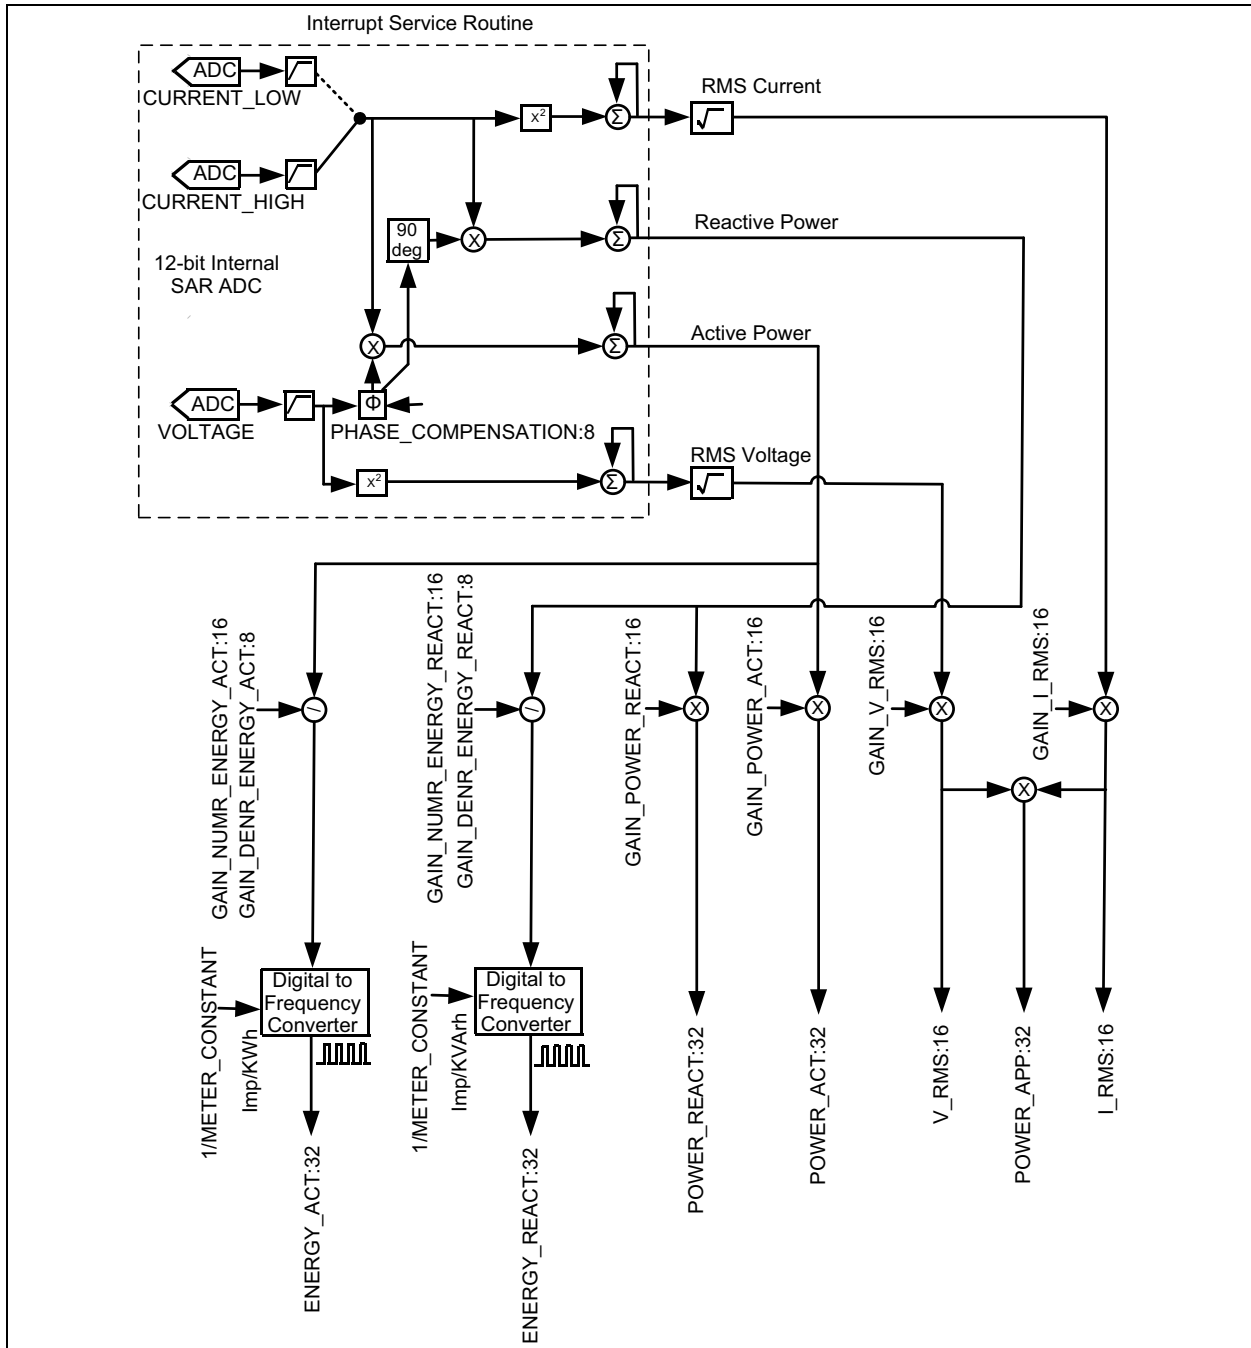 Interrupt Service Routine
ADC
CURRENT_LOW
x²
Σ
RMS Current
√
ADC
CURRENT_HIGH
90
deg
X
Σ
Reactive Power
12-bit Internal
SAR ADC
X
Σ
Active Power
ADC
VOLTAGE
Φ
PHASE_COMPENSATION:8
x²
Σ
RMS Voltage
√
GAIN_NUMR_ENERGY_ACT:16
GAIN_DENR_ENERGY_ACT:8
/
GAIN_NUMR_ENERGY_REACT:16
GAIN_DENR_ENERGY_REACT:8
/
GAIN_POWER_REACT:16
X
GAIN_POWER_ACT:16
X
GAIN_V_RMS:16
X
GAIN_I_RMS:16
X
X
1/METER_CONSTANT
Imp/KWh
Digital to
Frequency
Converter
1/METER_CONSTANT
Imp/KVArh
Digital to
Frequency
Converter
ENERGY_ACT:32
ENERGY_REACT:32
POWER_REACT:32
POWER_ACT:32
V_RMS:16
POWER_APP:32
I_RMS:16